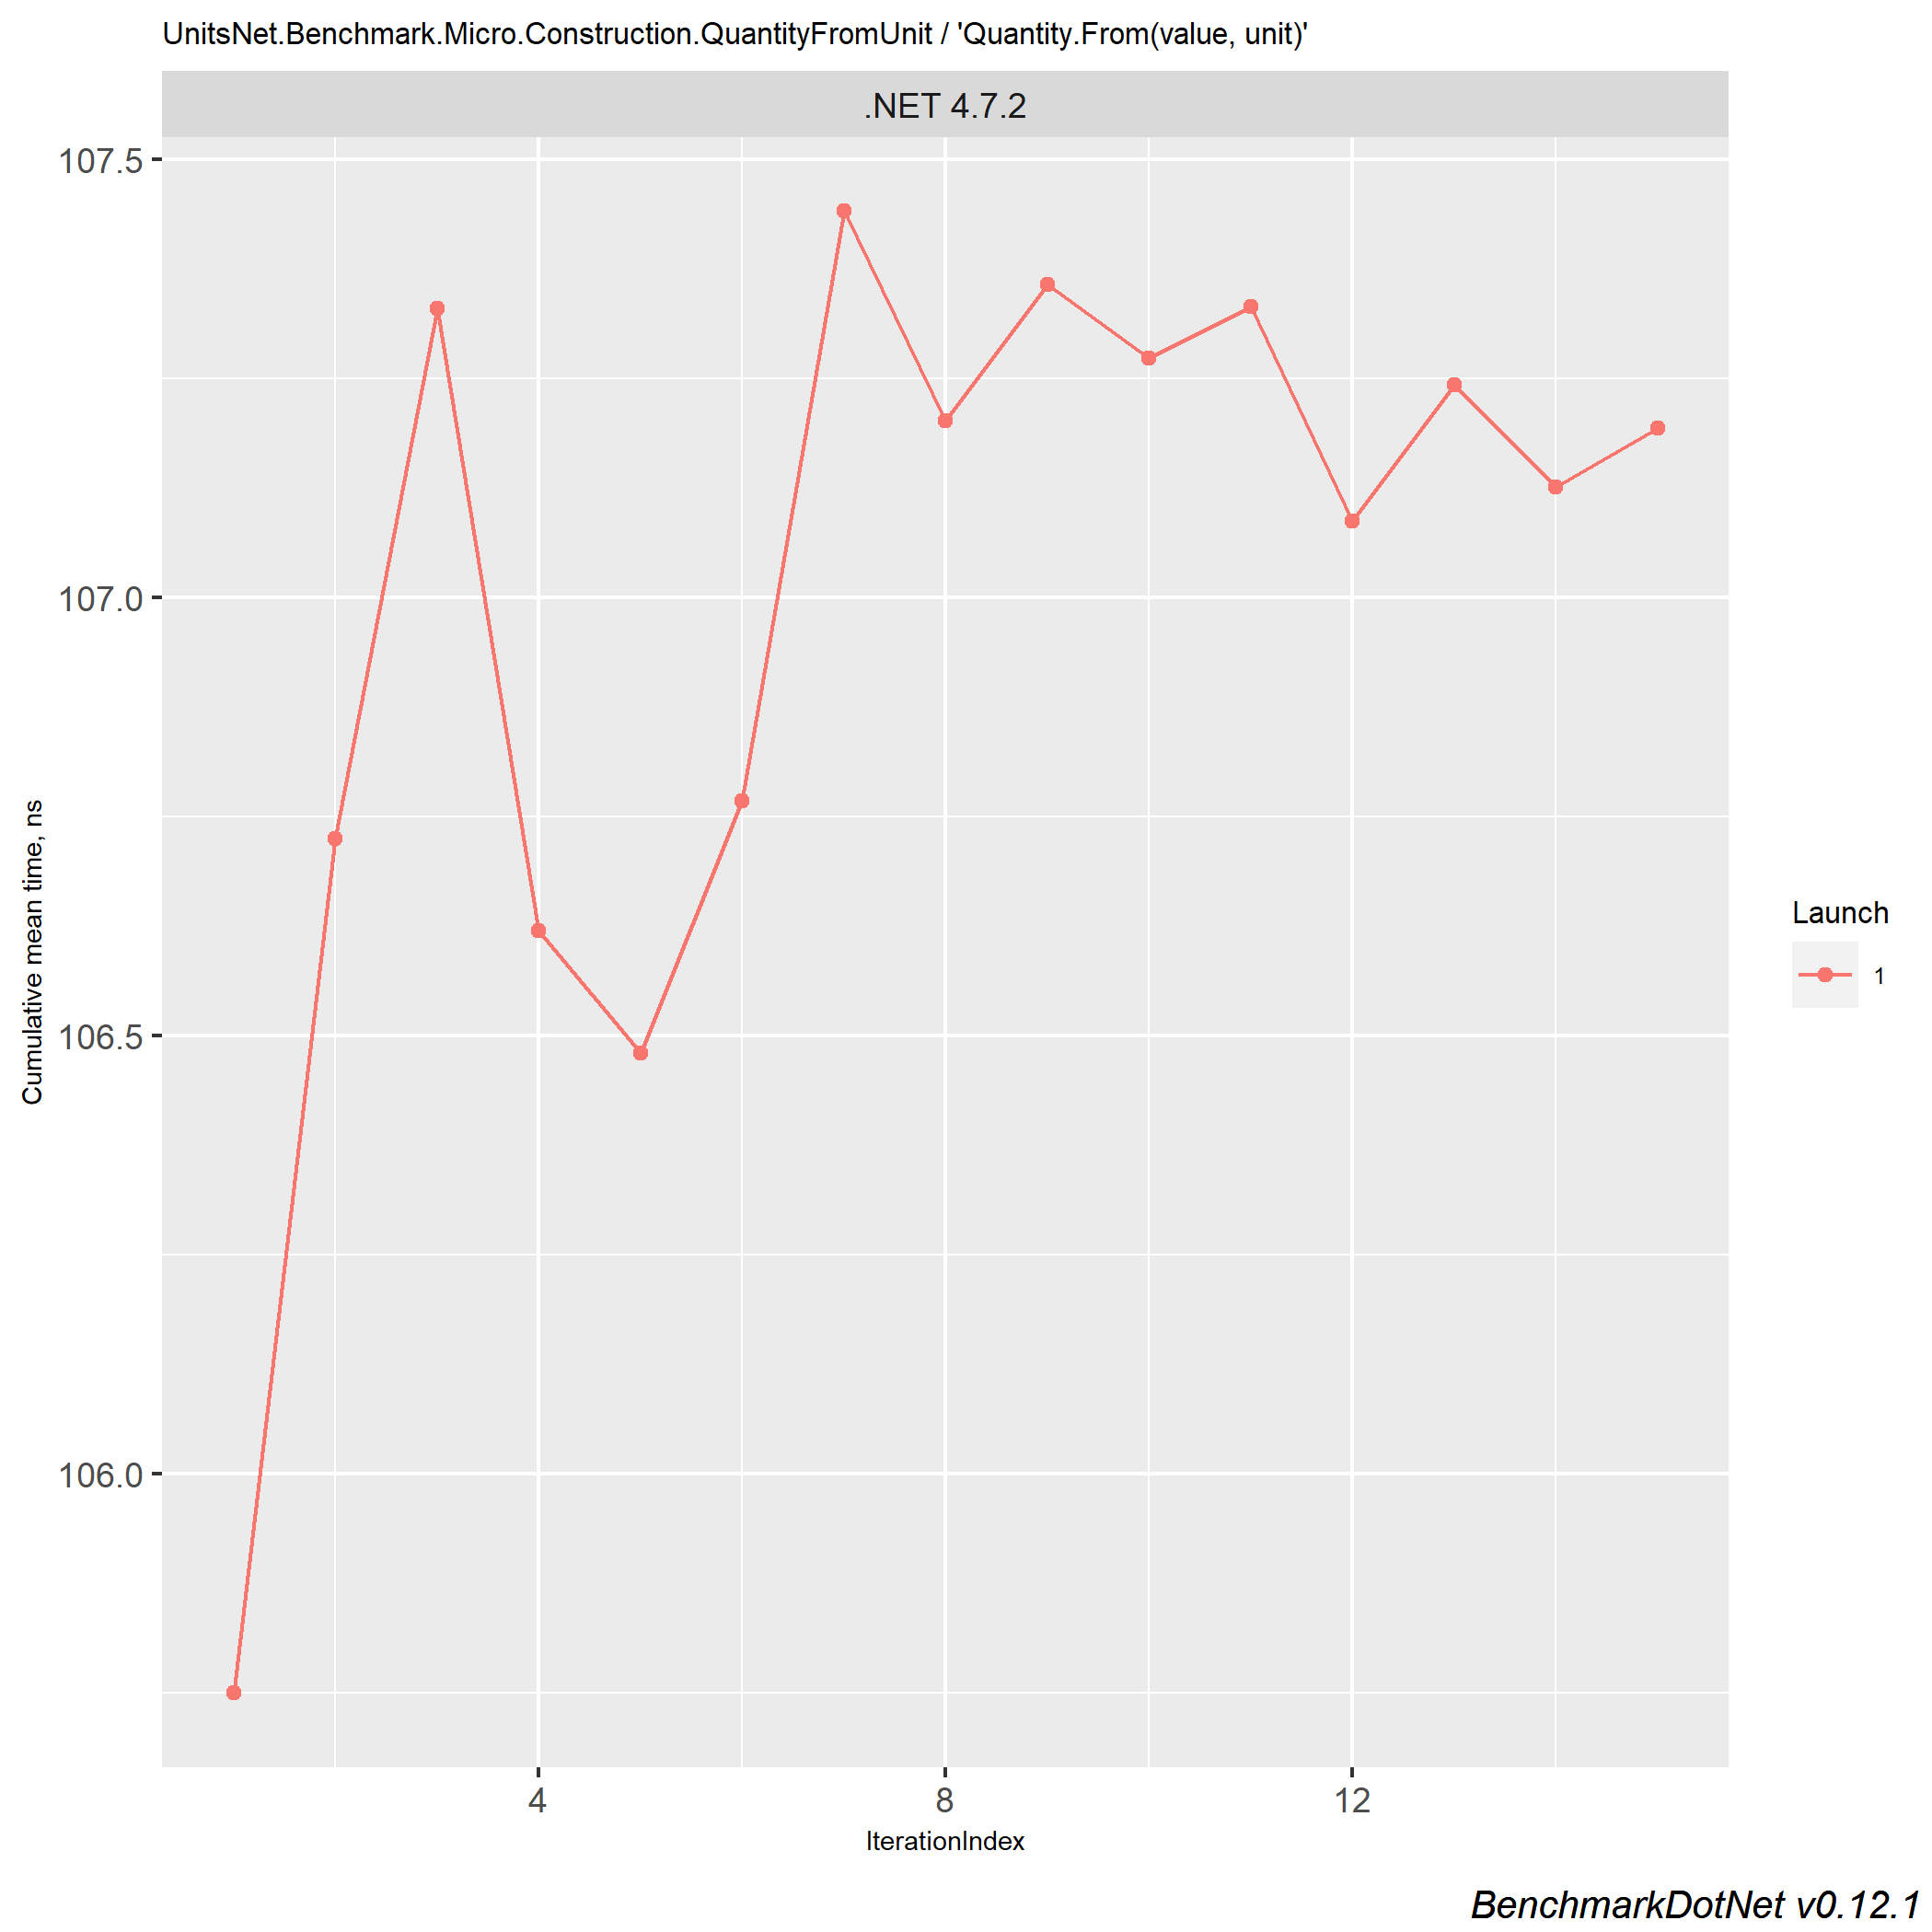 UnitsNet.Benchmark.Micro.Construction.QuantityFromUnit / 'Quantity.From(value, unit)'
.NET 4.7.2
107.5
107.0
106.5
106.0
Cumulative mean time, ns
4 8 12
IterationIndex
Launch
1
BenchmarkDotNet v0.12.1